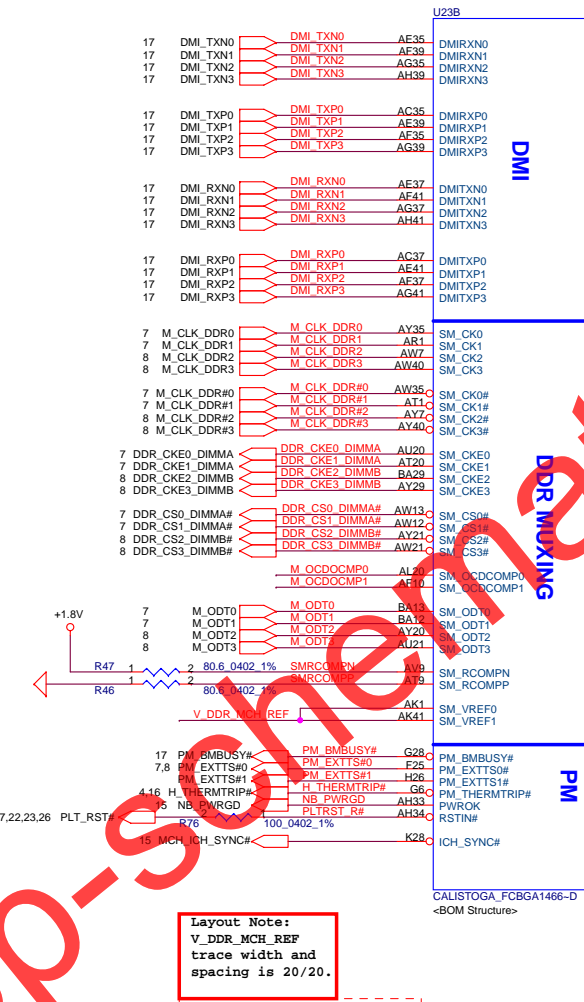 U23B
17 DMI_TXN0 DMI_TXN0 AE35 DMIRXN0
17 DMI_TXN1 DMI_TXN1 AF39 DMIRXN1
17 DMI_TXN2 DMI_TXN2 AG35 DMIRXN2
17 DMI_TXN3 DMI_TXN3 AH39 DMIRXN3
17 DMI_TXP0 DMI_TXP0 AC35 DMIRXP0
17 DMI_TXP1 DMI_TXP1 AE39 DMIRXP1
17 DMI_TXP2 DMI_TXP2 AF35 DMIRXP2
17 DMI_TXP3 DMI_TXP3 AG39 DMIRXP3
DMI
17 DMI_RXN0 DMI_RXN0 AE37 DMITXN0
17 DMI_RXN1 DMI_RXN1 AF41 DMITXN1
17 DMI_RXN2 DMI_RXN2 AG37 DMITXN2
17 DMI_RXN3 DMI_RXN3 AH41 DMITXN3
17 DMI_RXP0 DMI_RXP0 AC37 DMITXP0
17 DMI_RXP1 DMI_RXP1 AE41 DMITXP1
17 DMI_RXP2 DMI_RXP2 AF37 DMITXP2
17 DMI_RXP3 DMI_RXP3 AG41 DMITXP3
7 M_CLK_DDR0 M_CLK_DDR0 AY35 SM_CK0
7 M_CLK_DDR1 M_CLK_DDR1 AR1 SM_CK1
8 M_CLK_DDR2 M_CLK_DDR2 AW7 SM_CK2
8 M_CLK_DDR3 M_CLK_DDR3 AW40 SM_CK3
7 M_CLK_DDR#0 M_CLK_DDR#0 AW35 SM_CK0#
7 M_CLK_DDR#1 M_CLK_DDR#1 AT1 SM_CK1#
8 M_CLK_DDR#2 M_CLK_DDR#2 AY7 SM_CK2#
8 M_CLK_DDR#3 M_CLK_DDR#3 AY40 SM_CK3#
7 DDR_CKE0_DIMMA DDR_CKE0_DIMMA AU20 SM_CKE0
7 DDR_CKE1_DIMMA DDR_CKE1_DIMMA AT20 SM_CKE1
8 DDR_CKE2_DIMMB DDR_CKE2_DIMMB BA29 SM_CKE2
8 DDR_CKE3_DIMMB DDR_CKE3_DIMMB AY29 SM_CKE3
DDR MUXING
7 DDR_CS0_DIMMA# DDR_CS0_DIMMA# AW13 SM_CS0#
7 DDR_CS1_DIMMA# DDR_CS1_DIMMA# AW12 SM_CS1#
8 DDR_CS2_DIMMB# DDR_CS2_DIMMB# AY21 SM_CS2#
8 DDR_CS3_DIMMB# DDR_CS3_DIMMB# AW21 SM_CS3#
M_OCDOCMP0 AL20 SM_OCDCOMP0
M_OCDOCMP1 AF10 SM_OCDCOMP1
7 M_ODT0 M_ODT0 BA13 SM_ODT0
7 M_ODT1 M_ODT1 BA12 SM_ODT1
8 M_ODT2 M_ODT2 AY20 SM_ODT2
8 M_ODT3 M_ODT3 AU21 SM_ODT3
+1.8V
R47 1 2 80.6_0402_1% SMRCOMPN AV9 SM_RCOMPN
R46 1 2 80.6_0402_1% SMRCOMPP AT9 SM_RCOMPP
V_DDR_MCH_REF AK1 SM_VREF0
AK41 SM_VREF1
17 PM_BMBUSY# PM_BMBUSY# G28 PM_BMBUSY#
7,8 PM_EXTTS#0 PM_EXTTS#0 F25 PM_EXTTS0#
PM_EXTTS#1 PM_EXTTS#1 H26 PM_EXTTS1#
4,16 H_THERMTRIP# H_THERMTRIP# G6 PM_THERMTRIP#
15 NB_PWRGD NB_PWRGD AH33 PWROK
7,22,23,26 PLT_RST# R76 2 100_0402_1% PLTRST_R# AH34 RSTIN#
PM
15 MCH_ICH_SYNC# K28 ICH_SYNC#
CALISTOGA_FCBGA1466~D
<BOM Structure>
Layout Note:
V_DDR_MCH_REF
trace width and
spacing is 20/20.
p-schema